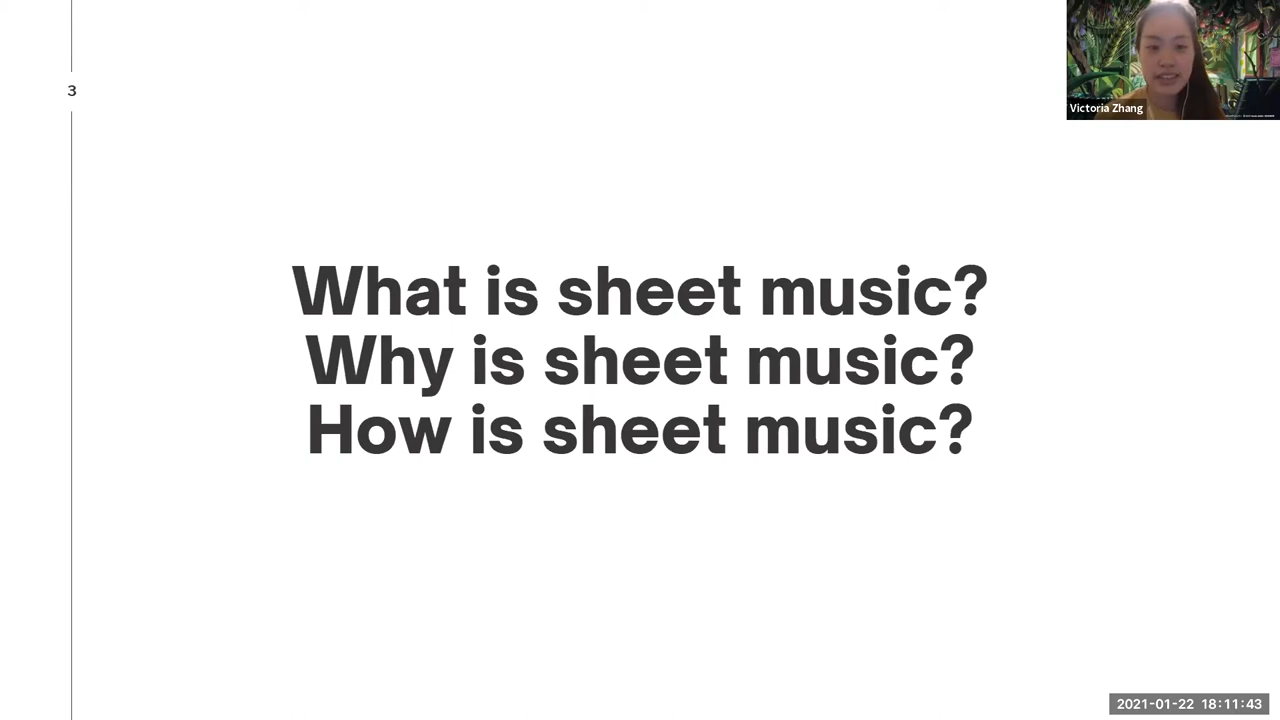 3
Victoria Zhang
What is sheet music?
Why is sheet music?
How is sheet music?
2021-01-22 18:11:43